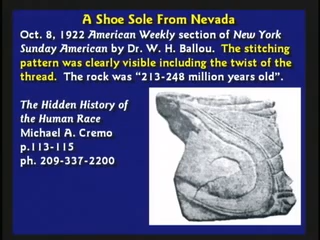 A Shoe Sole From Nevada
Oct. 8, 1922 American Weekly section of New York
Sunday American by Dr. W. H. Ballou. The stitching
pattern was clearly visible including the twist of the
thread. The rock was “213-248 million years old”.
The Hidden History of
the Human Race
Michael A. Cremo
p.113-115
ph. 209-337-2200